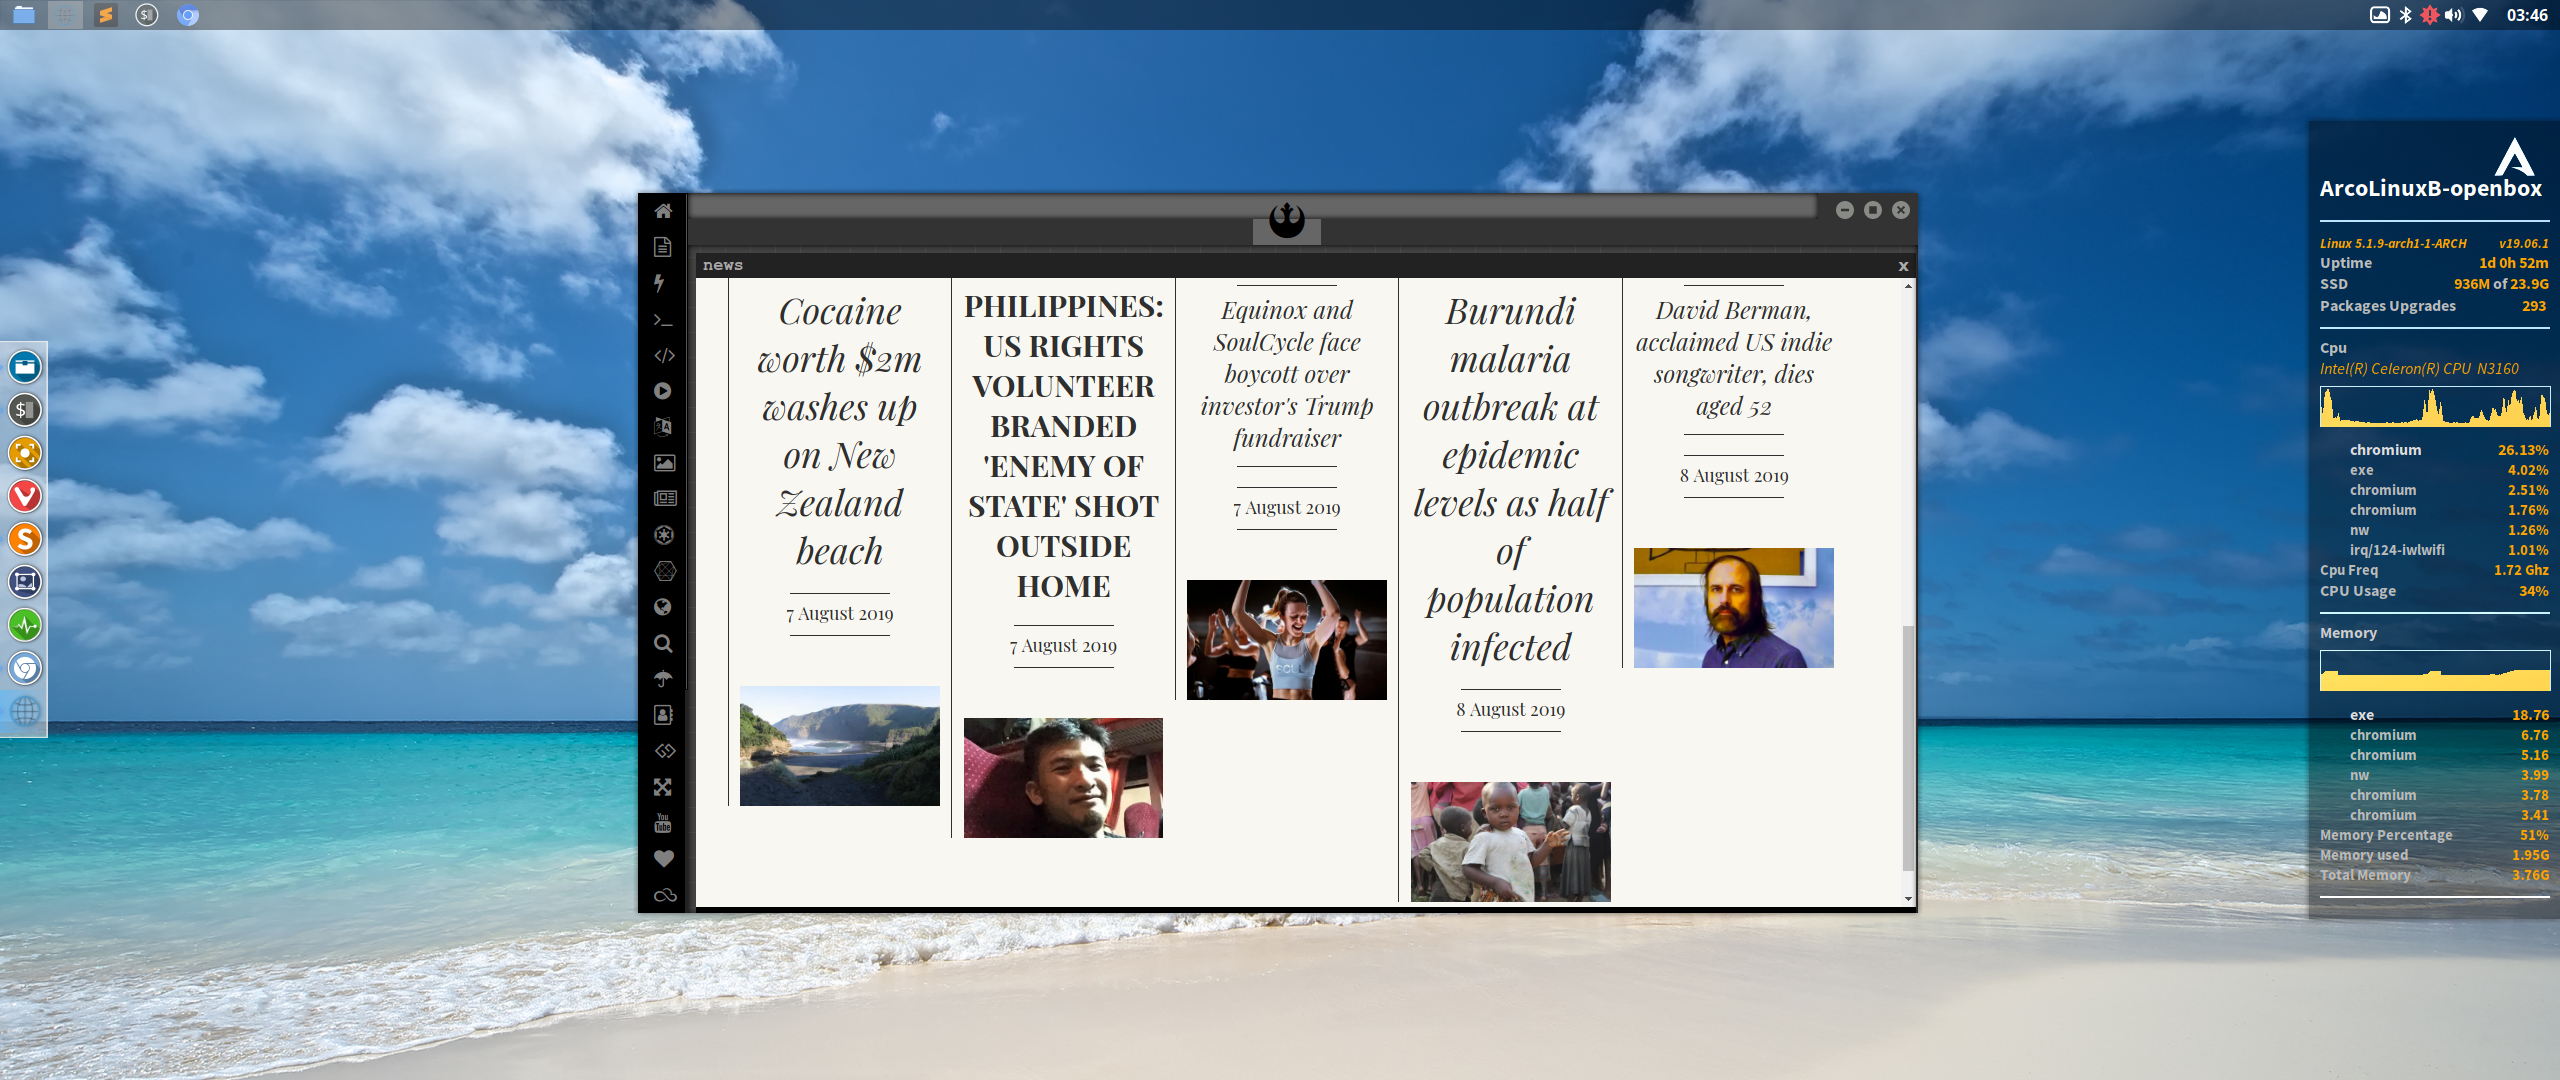 03:46
ArcoLinuxB-openbox
Linux 5.1.9-arch1-1-ARCH v19.06.1
Uptime 1d 0h 52m
SSD 936M of 23.9G
Packages Upgrades 293
Cpu
Intel(R) Celeron(R) CPU N3160
chromium 26.13%
exe 4.02%
chromium 2.51%
chromium 1.76%
nw 1.26%
irq/124-iwlwifi 1.01%
Cpu Freq 1.72 Ghz
CPU Usage 34%
Memory
exe 18.76
chromium 6.76
chromium 5.16
nw 3.99
chromium 3.78
chromium 3.41
Memory Percentage 51%
Memory used 1.95G
Total Memory 3.76G
news
x
Cocaine
worth $2m
washes up
on New
Zealand
beach
7 August 2019
PHILIPPINES:
US RIGHTS
VOLUNTEER
BRANDED
'ENEMY OF
STATE' SHOT
OUTSIDE
HOME
7 August 2019
Equinox and
SoulCycle face
boycott over
investor's Trump
fundraiser
7 August 2019
SOUL
Burundi
malaria
outbreak at
epidemic
levels as half
of
population
infected
8 August 2019
David Berman,
acclaimed US indie
songwriter, dies
aged 52
8 August 2019
You
Tube
$
$
S